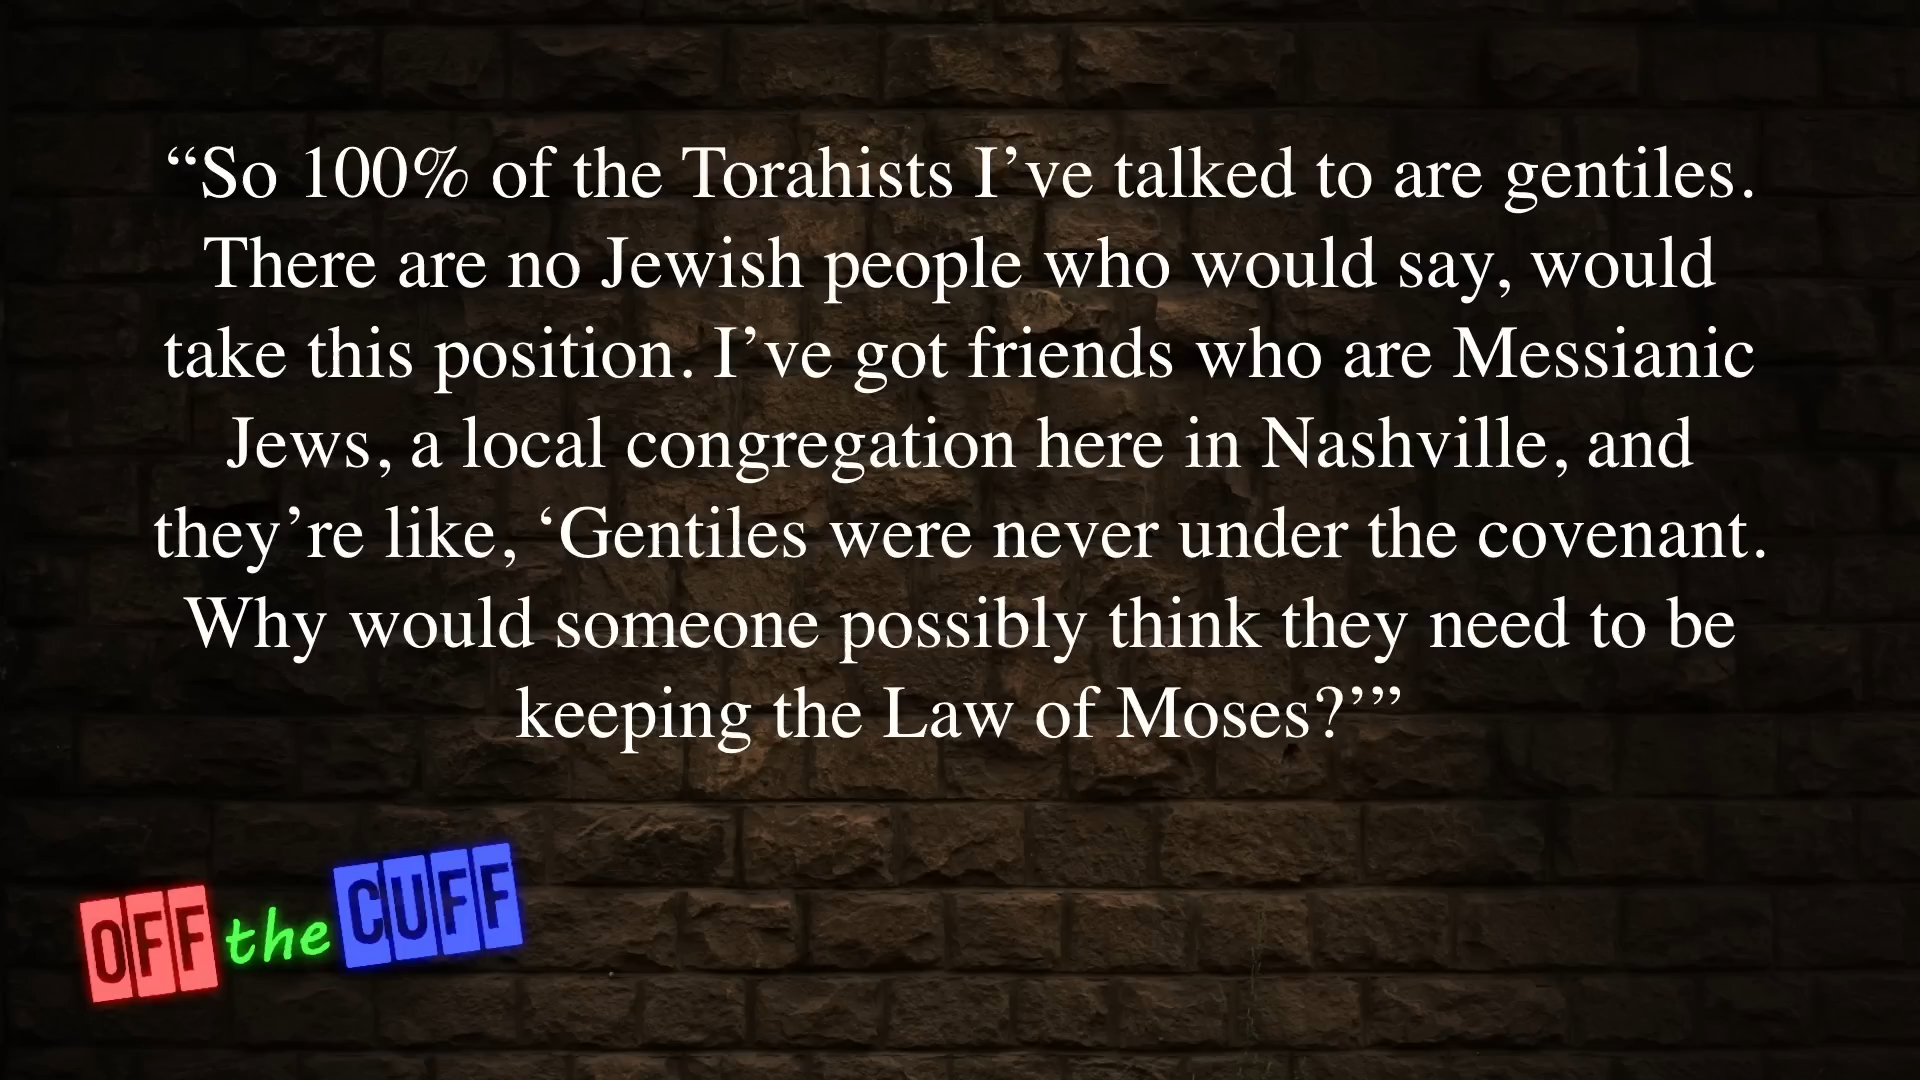 “So 100% of the Torahists I’ve talked to are gentiles.
There are no Jewish people who would say, would
take this position. I’ve got friends who are Messianic
Jews, a local congregation here in Nashville, and
they’re like, ‘Gentiles were never under the covenant.
Why would someone possibly think they need to be
keeping the Law of Moses?’”
OFF the CUFF